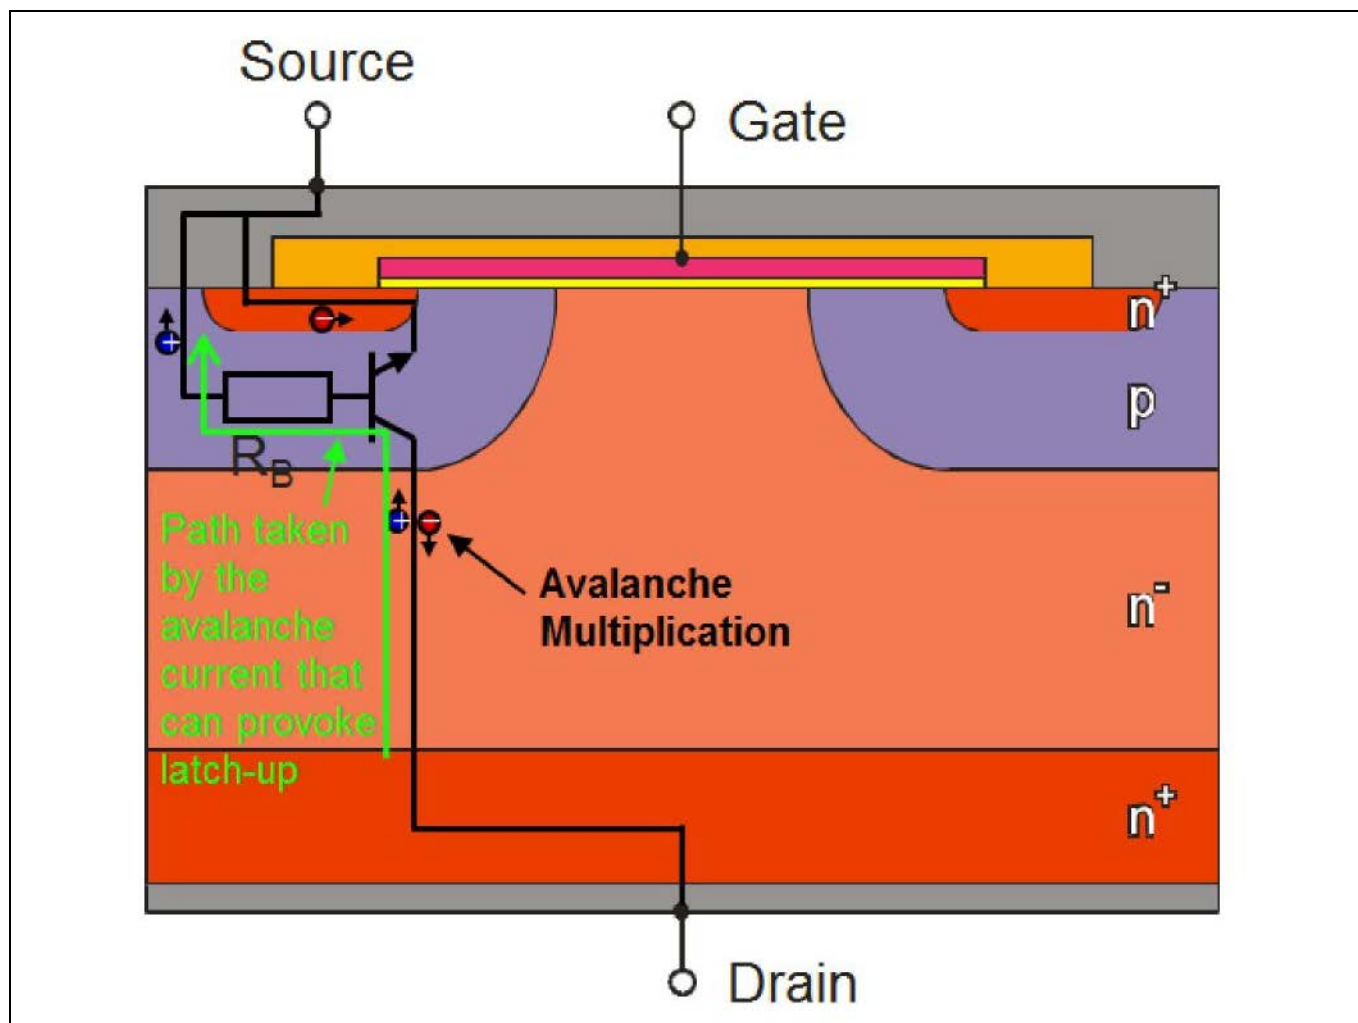 Source
Gate
n+
p
RB
Path taken
by the
avalanche
current that
can provoke
latch-up
Avalanche
Multiplication
n-
n+
Drain